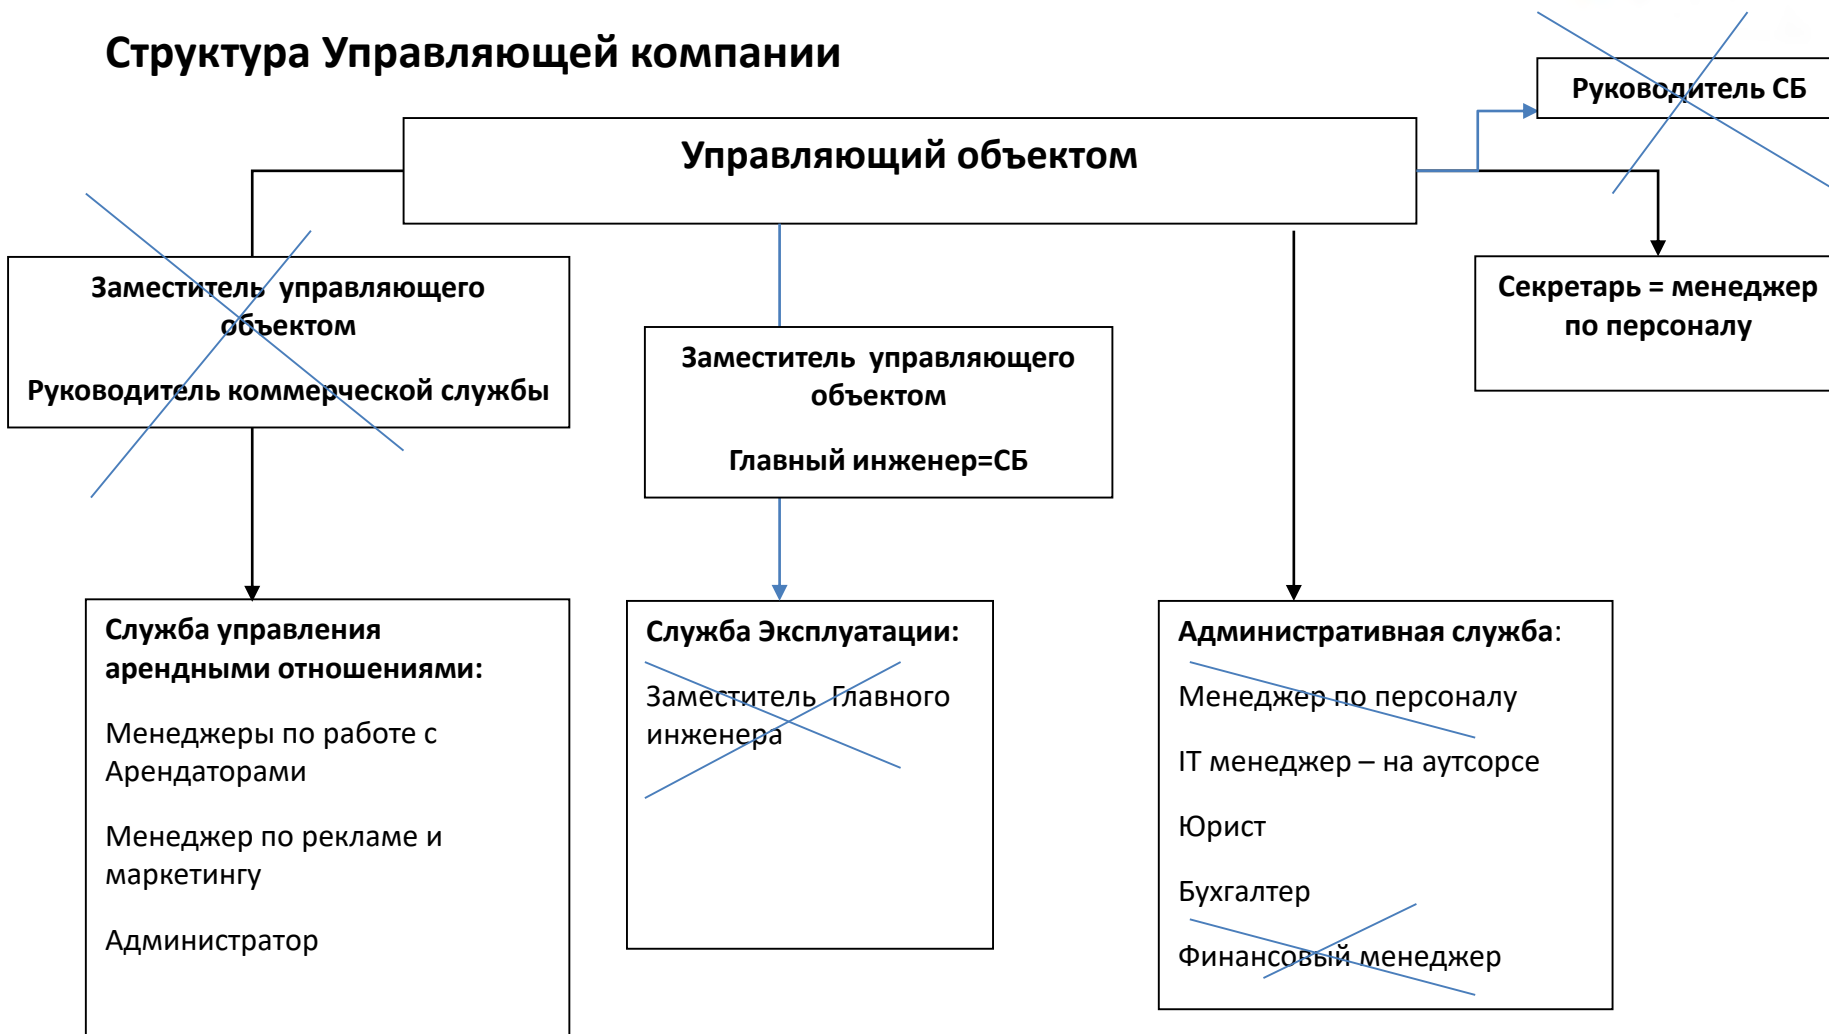 Структура Управляющей компании
Руководитель СБ
Управляющий объектом
Заместитель управляющего
объектом
Руководитель коммерческой службы
Заместитель управляющего
объектом
Главный инженер=СБ
Секретарь = менеджер
по персоналу
Служба управления
арендными отношениями:
Менеджеры по работе с
Арендаторами
Менеджер по рекламе и
маркетингу
Администратор
Служба Эксплуатации:
Заместитель Главного
инженера
Административная служба:
Менеджер по персоналу
IT менеджер – на аутсорсе
Юрист
Бухгалтер
Финансовый менеджер